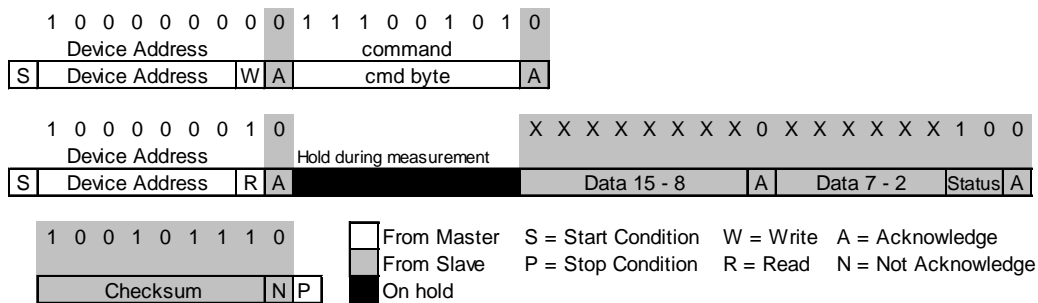 1 0 0 0 0 0 0 0 0 1 1 1 0 0 1 0 1 0
Device Address command
S Device Address W A cmd byte A
1 0 0 0 0 0 0 1 0 X X X X X X X X 0 X X X X X X 1 0 0
Device Address Hold during measurement
S Device Address R A Data 15 - 8 A Data 7 - 2 Status A
1 0 0 1 0 1 1 1 0 From Master S = Start Condition W = Write A = Acknowledge
From Slave P = Stop Condition R = Read N = Not Acknowledge
Checksum N P On hold